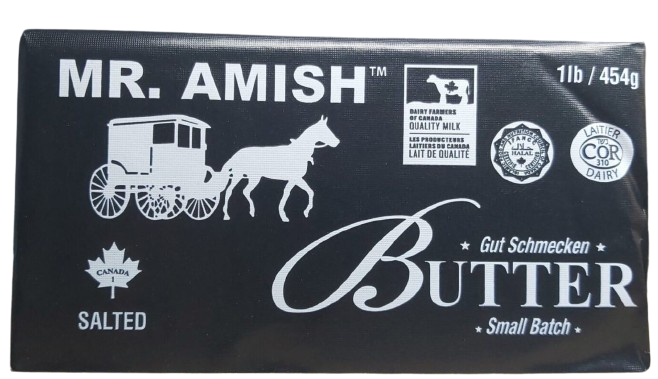 MR. AMISH™
1lb / 454g
DAIRY FARMERS
OF CANADA
QUALITY MILK
LES PRODUCTEURS
LAITIERS DU CANADA
LAIT DE QUALITÉ
HALAL
LAITIER
COR
310
DAIRY
★ Gut Schmecken ★
BUTTER
• Small Batch •
CANADA
1
SALTED